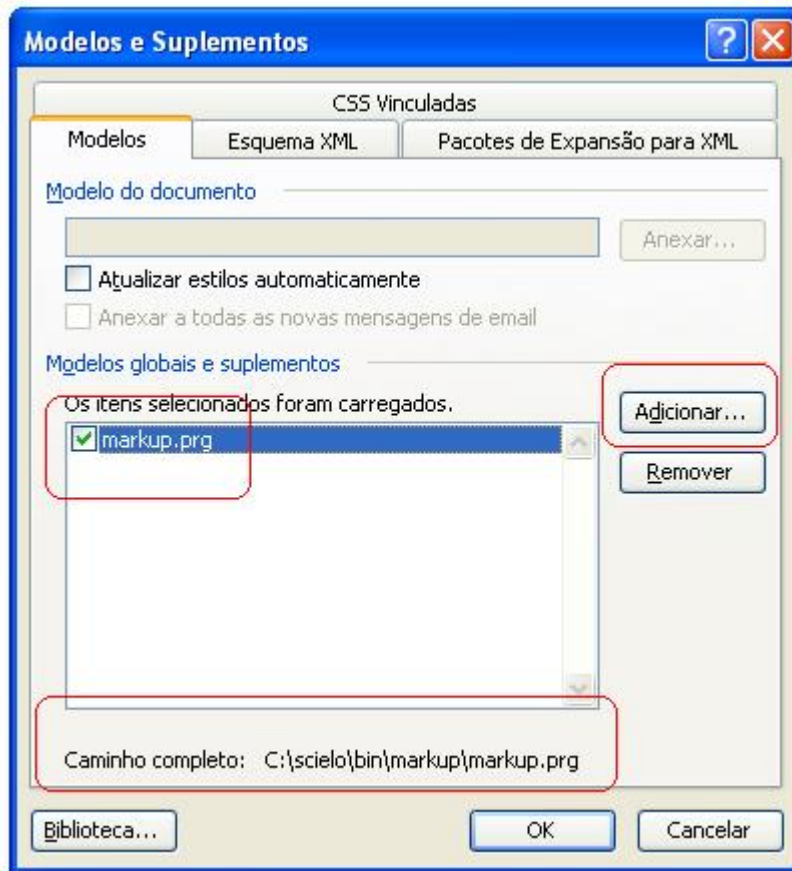 Modelos e Suplementos
CSS Vinculadas
Modelos Esquema XML Pacotes de Expansão para XML
Modelo do documento
Anexar...
Atualizar estilos automaticamente
Anexar a todas as novas mensagens de email
Modelos globais e suplementos
Os itens selecionados foram carregados.
Adicionar...
markup.prg
Remover
Caminho completo: C:\scielo\bin\markup\markup.prg
Biblioteca... OK Cancelar